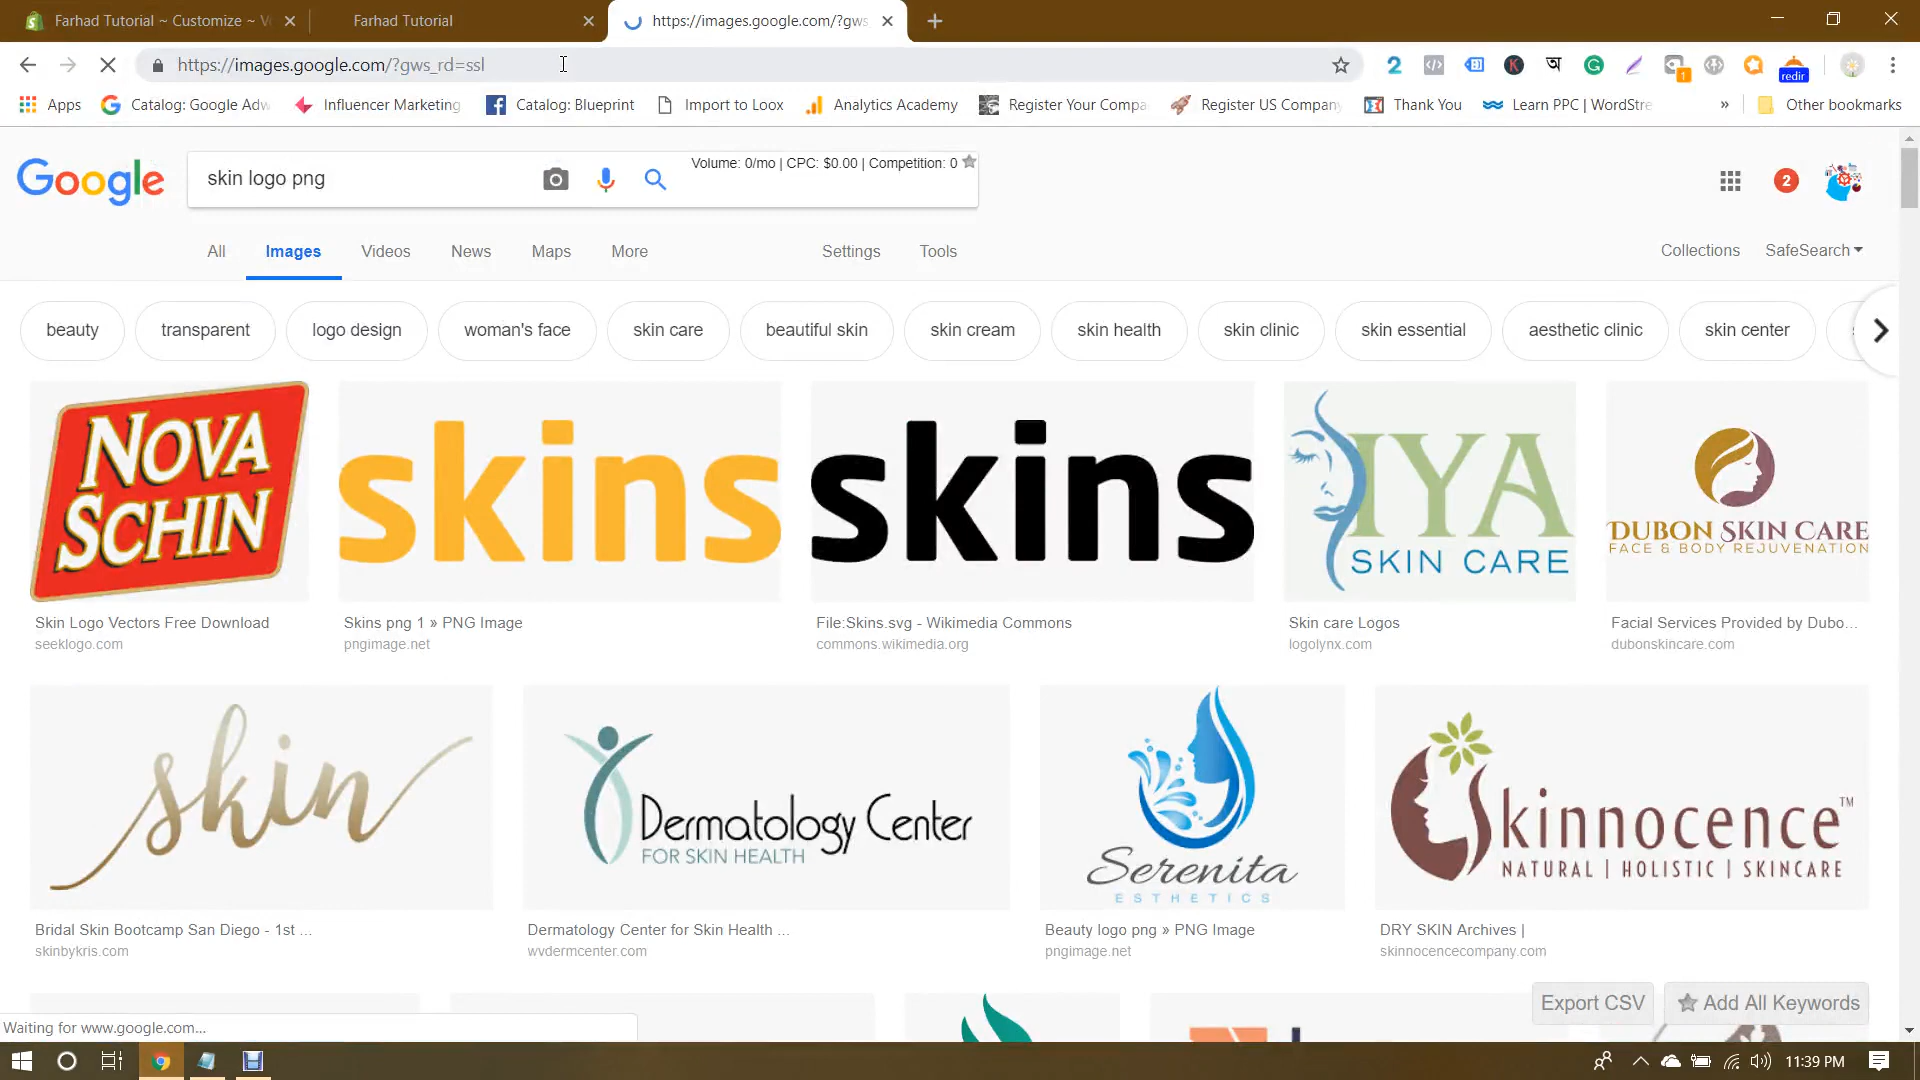 Farhad Tutorial ~ Customize ~ V
Farhad Tutorial
https://images.google.com/?gws
https://images.google.com/?gws_rd=ssl
redir
Apps
Catalog: Google Adw
Influencer Marketing
Catalog: Blueprint
Import to Loox
Analytics Academy
Register Your Compa
Register US Company
Thank You
Learn PPC | WordStre
»
Other bookmarks
Google
skin logo png
Volume: 0/mo | CPC: $0.00 | Competition: 0
2
All
Images
Videos
News
Maps
More
Settings
Tools
Collections
SafeSearch
beauty
transparent
logo design
woman's face
skin care
beautiful skin
skin cream
skin health
skin clinic
skin essential
aesthetic clinic
skin center
NOVA
SCHIN
skins
skins
IYA
SKIN CARE
DUBON SKIN CARE
FACE & BODY REJUVENATION
Skin Logo Vectors Free Download
seeklogo.com
Skins png 1 » PNG Image
pngimage.net
File:Skins.svg - Wikimedia Commons
commons.wikimedia.org
Skin care Logos
logolynx.com
Facial Services Provided by Dubo...
dubonskincare.com
skin
Dermatology Center
FOR SKIN HEALTH
Serenita
ESTHETICS
Skinnocence™
NATURAL | HOLISTIC | SKINCARE
Bridal Skin Bootcamp San Diego - 1st ...
skinbykris.com
Dermatology Center for Skin Health ...
wvdermcenter.com
Beauty logo png » PNG Image
pngimage.net
DRY SKIN Archives |
skinnocencecompany.com
Export CSV
Add All Keywords
Waiting for www.google.com...
11:39 PM